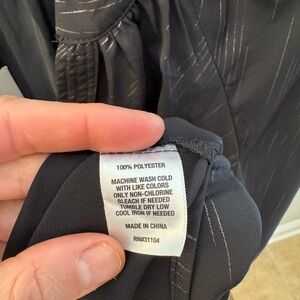 100% POLYESTER
MACHINE WASH COLD
WITH LIKE COLORS
ONLY NON-CHLORINE
BLEACH IF NEEDED
TUMBLE DRY LOW
COOL IRON IF NEEDED
MADE IN CHINA
RN#31104